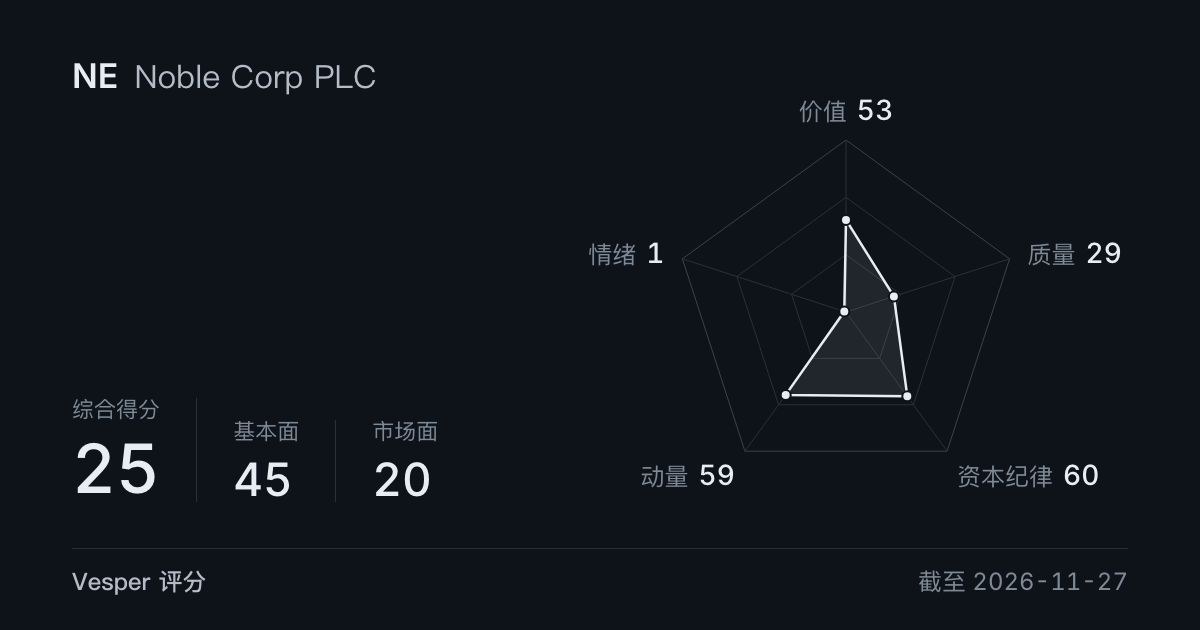 NE Noble Corp PLC
价值 53
情绪 1
质量 29
动量 59
资本纪律 60
综合得分
25
基本面
45
市场面
20
Vesper 评分
截至 2026-11-27